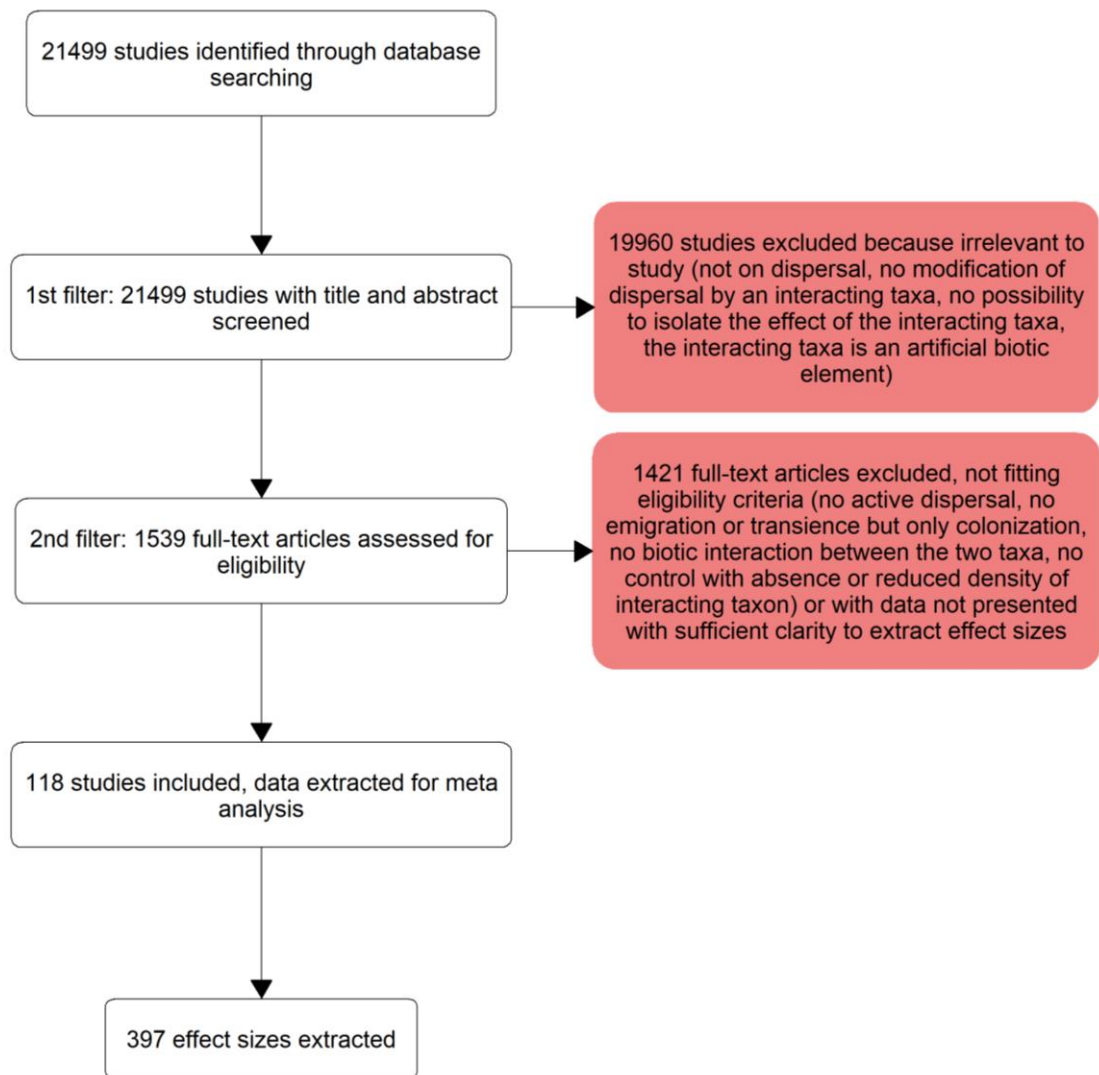 21499 studies identified through database
searching
1st filter: 21499 studies with title and abstract
screened
19960 studies excluded because irrelevant to
study (not on dispersal, no modification of
dispersal by an interacting taxa, no possibility
to isolate the effect of the interacting taxa,
the interacting taxa is an artificial biotic
element)
2nd filter: 1539 full-text articles assessed for
eligibility
1421 full-text articles excluded, not fitting
eligibility criteria (no active dispersal, no
emigration or transience but only colonization,
no biotic interaction between the two taxa, no
control with absence or reduced density of
interacting taxon) or with data not presented
with sufficient clarity to extract effect sizes
118 studies included, data extracted for meta
analysis
397 effect sizes extracted